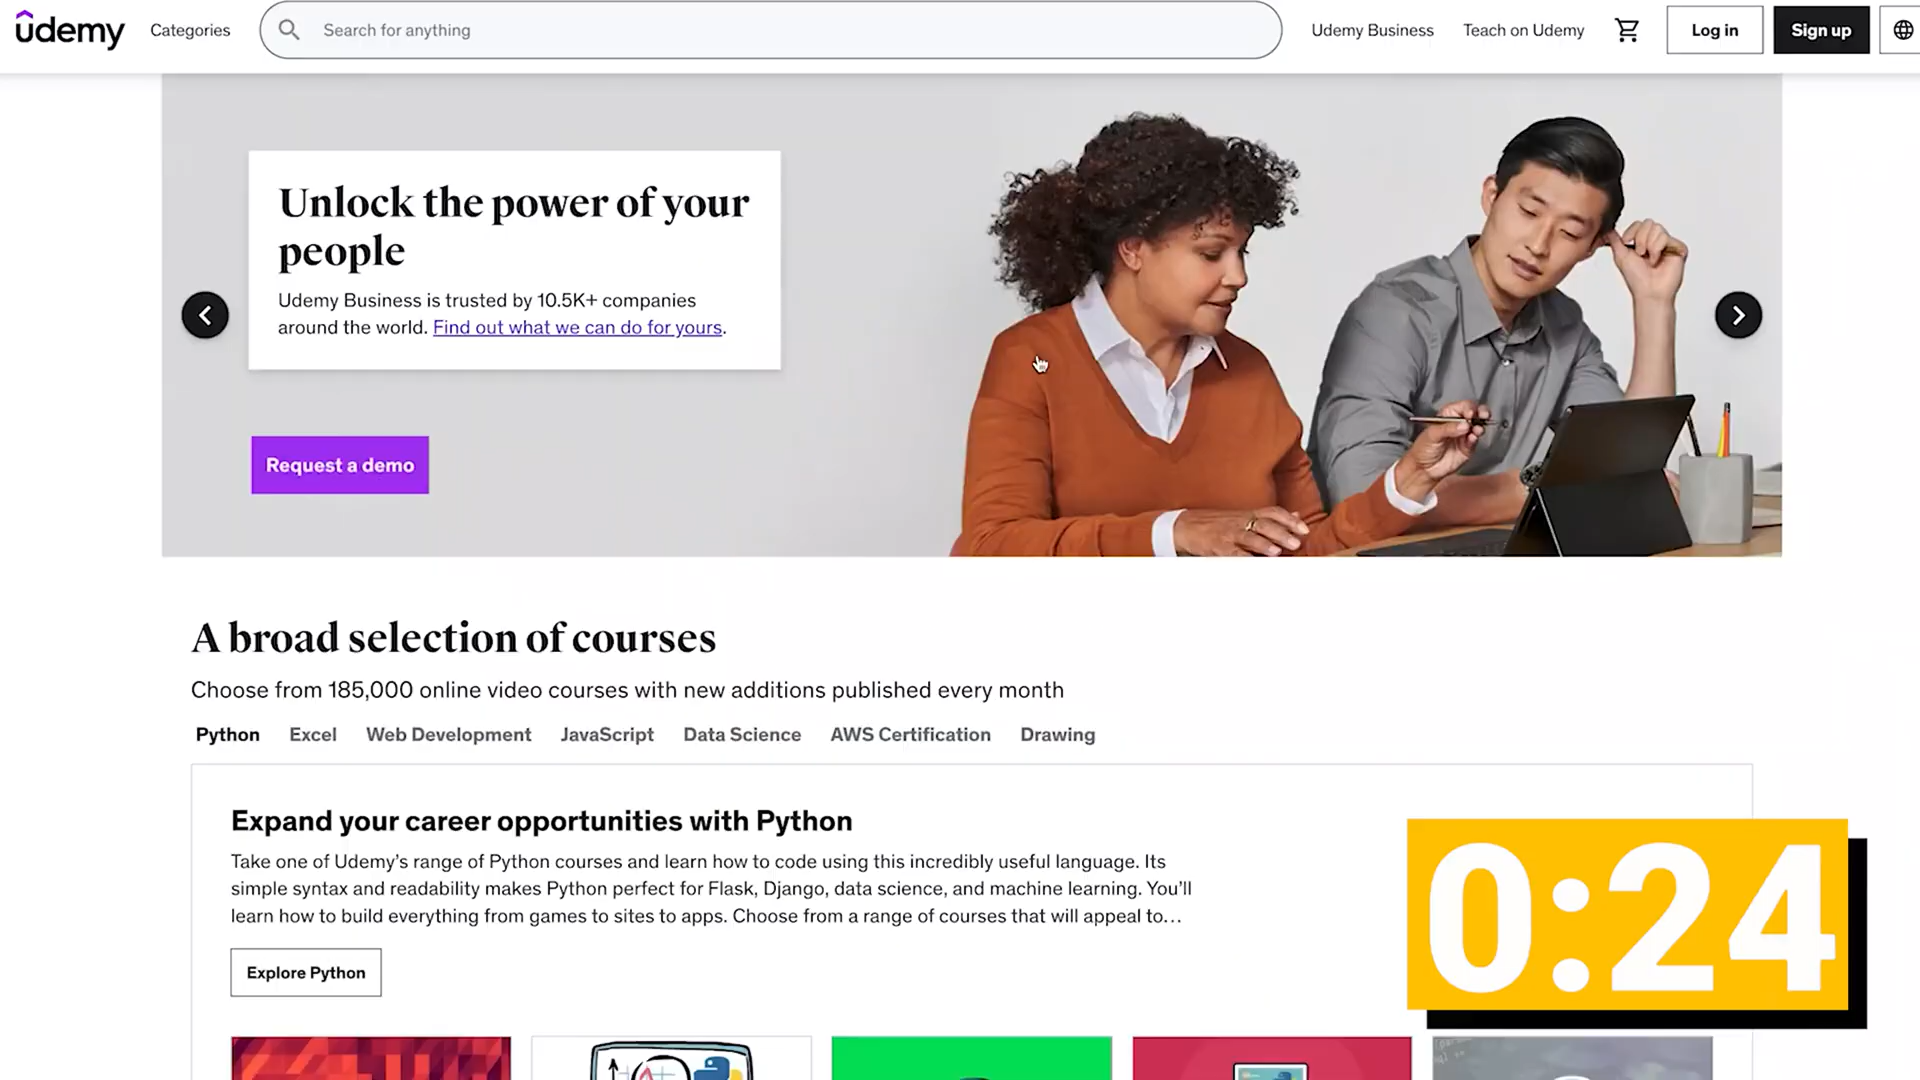 ûdemy
Categories
Search for anything
Udemy Business
Teach on Udemy
Log in
Sign up
Unlock the power of your
people
Udemy Business is trusted by 10.5K+ companies
around the world. Find out what we can do for yours.
Request a demo
A broad selection of courses
Choose from 185,000 online video courses with new additions published every month
Python Excel Web Development JavaScript Data Science AWS Certification Drawing
Expand your career opportunities with Python
Take one of Udemy’s range of Python courses and learn how to code using this incredibly useful language. Its
simple syntax and readability makes Python perfect for Flask, Django, data science, and machine learning. You’ll
learn how to build everything from games to sites to apps. Choose from a range of courses that will appeal to…
Explore Python
0:24